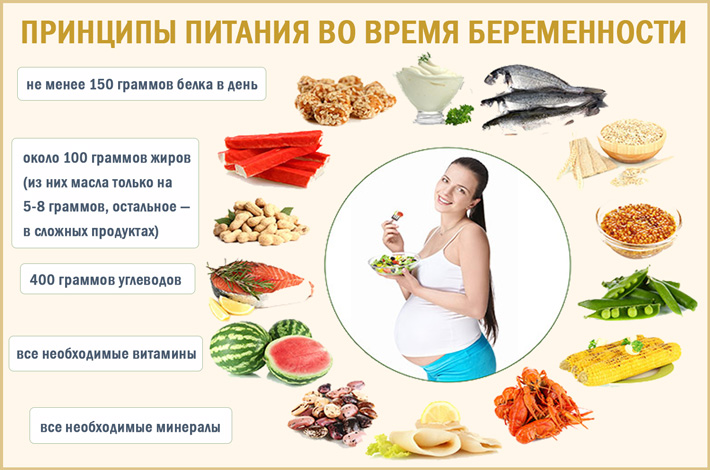 ПРИНЦИПЫ ПИТАНИЯ ВО ВРЕМЯ БЕРЕМЕННОСТИ
не менее 150 граммов белка в день
около 100 граммов жиров
(из них масла только на
5-8 граммов, остальное —
в сложных продуктах)
400 граммов углеводов
все необходимые витамины
все необходимые минералы